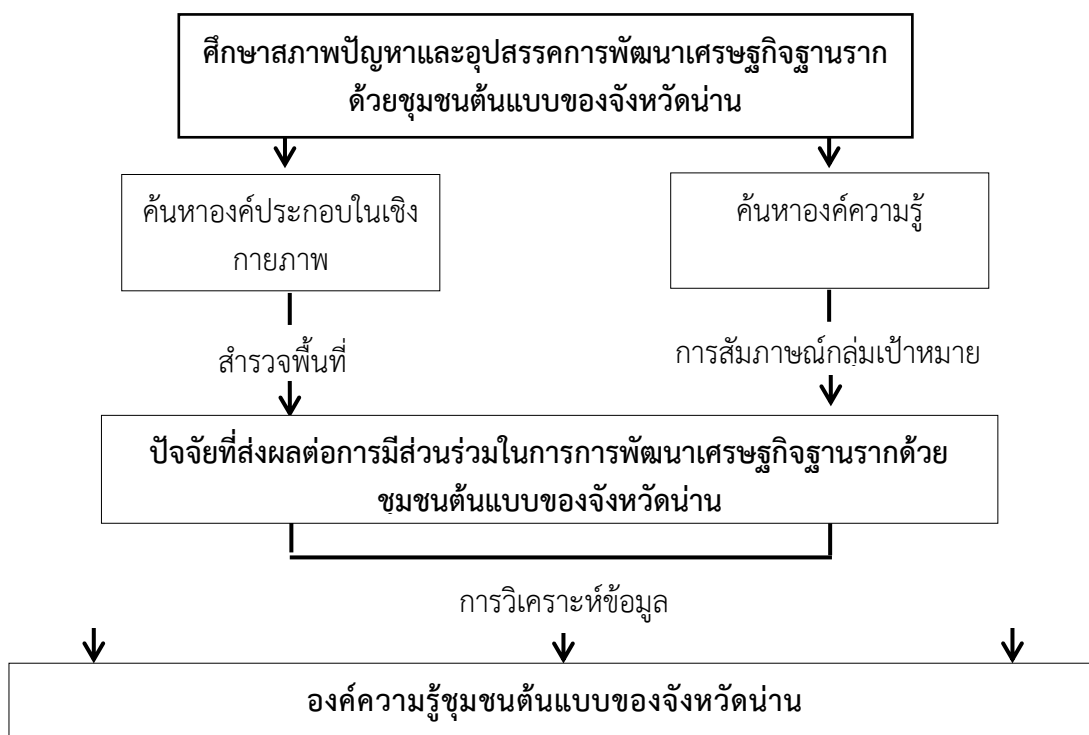 ศึกษาสภาพปัญหาและอุปสรรคการพัฒนาเศรษฐกิจฐานราก
ด้วยชุมชนต้นแบบของจังหวัดน่าน
ค้นหาองค์ประกอบในเชิง
กายภาพ
ค้นหาองค์ความรู้
สำรวจพื้นที่
การสัมภาษณ์กลุ่มเป้าหมาย
ปัจจัยที่ส่งผลต่อการมีส่วนร่วมในการการพัฒนาเศรษฐกิจฐานรากด้วย
ชุมชนต้นแบบของจังหวัดน่าน
การวิเคราะห์ข้อมูล
องค์ความรู้ชุมชนต้นแบบของจังหวัดน่าน